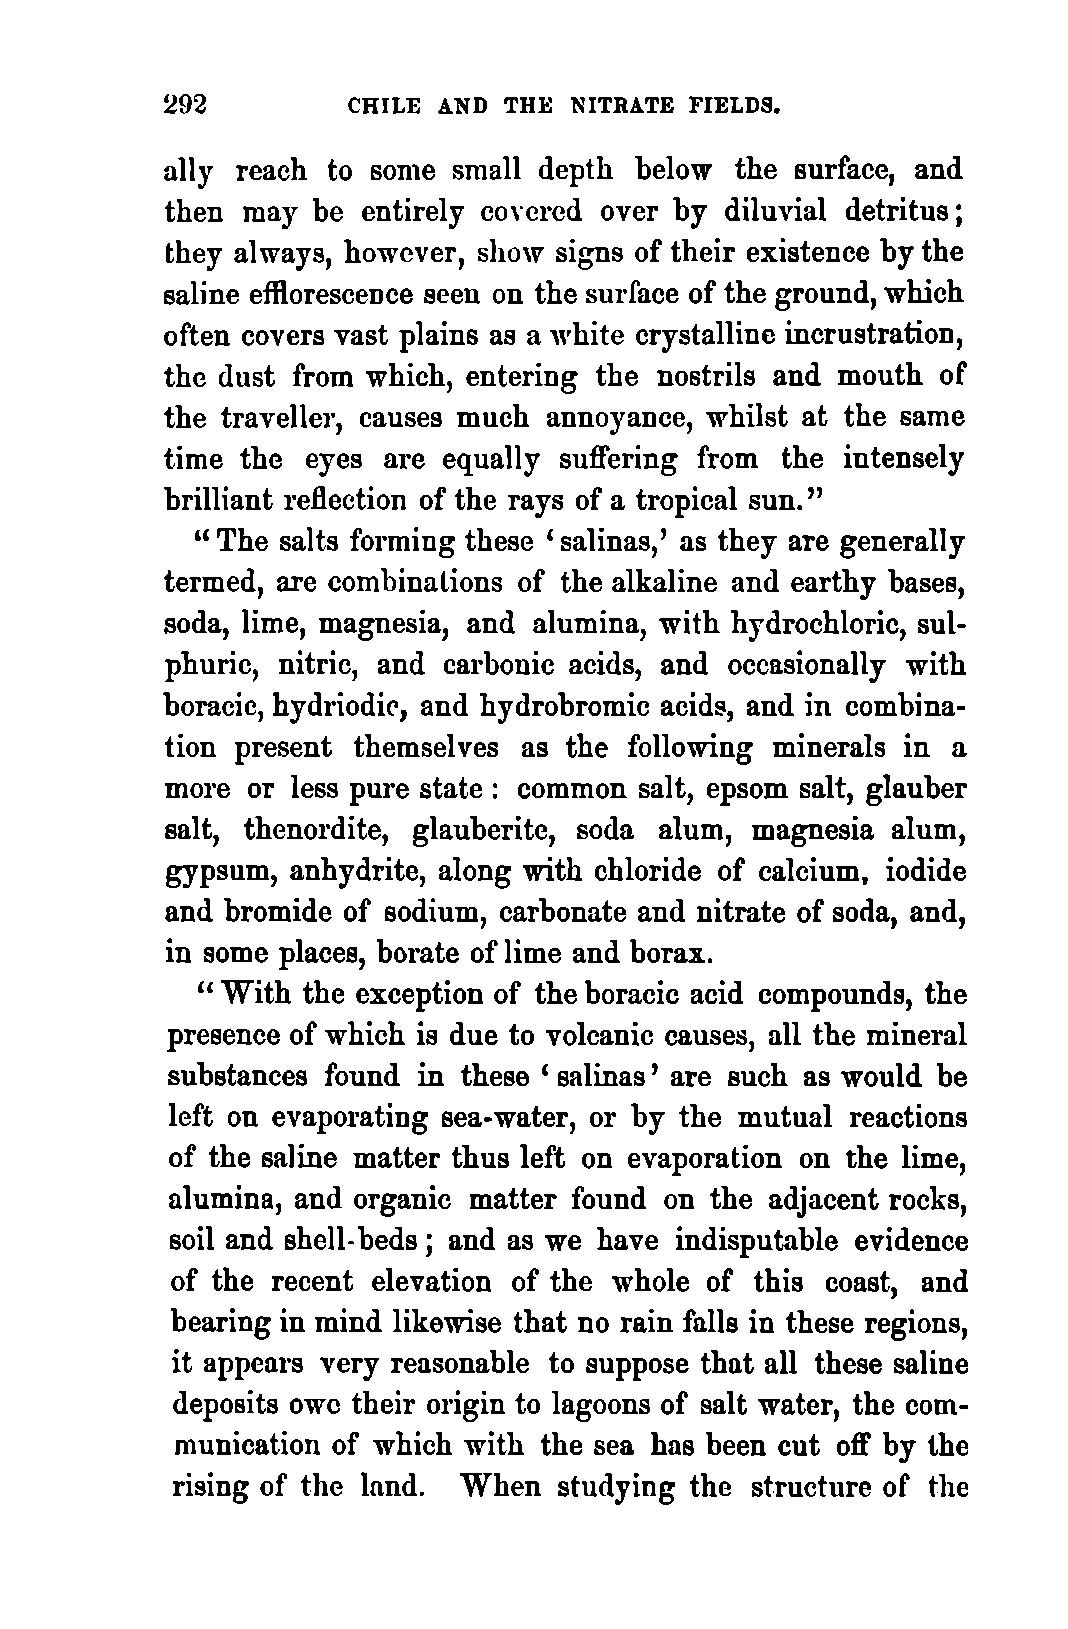 292 CHILE AND THE NITRATE FIELDS.
ally reach to some small depth below the surface, and
then may be entirely covered over by diluvial detritus;
they always, however, show signs of their existence by the
saline efflorescence seen on the surface of the ground, which
often covers vast plains as a white crystalline incrustration,
the dust from which, entering the nostrils and mouth of
the traveller, causes much annoyance, whilst at the same
time the eyes are equally suffering from the intensely
brilliant reflection of the rays of a tropical sun."
"The salts forming these 'salinas,' as they are generally
termed, are combinations of the alkaline and earthy bases,
soda, lime, magnesia, and alumina, with hydrochloric, sul-
phuric, nitric, and carbonic acids, and occasionally with
boracic, hydriodic, and hydrobromic acids, and in combina-
tion present themselves as the following minerals in a
more or less pure state : common salt, epsom salt, glauber
salt, thenordite, glauberite, soda alum, magnesia alum,
gypsum, anhydrite, along with chloride of calcium, iodide
and bromide of sodium, carbonate and nitrate of soda, and,
in some places, borate of lime and borax.
"With the exception of the boracic acid compounds, the
presence of which is due to volcanic causes, all the mineral
substances found in these 'salinas' are such as would be
left on evaporating sea-water, or by the mutual reactions
of the saline matter thus left on evaporation on the lime,
alumina, and organic matter found on the adjacent rocks,
soil and shell-beds ; and as we have indisputable evidence
of the recent elevation of the whole of this coast, and
bearing in mind likewise that no rain falls in these regions,
it appears very reasonable to suppose that all these saline
deposits owe their origin to lagoons of salt water, the com-
munication of which with the sea has been cut off by the
rising of the land. When studying the structure of the